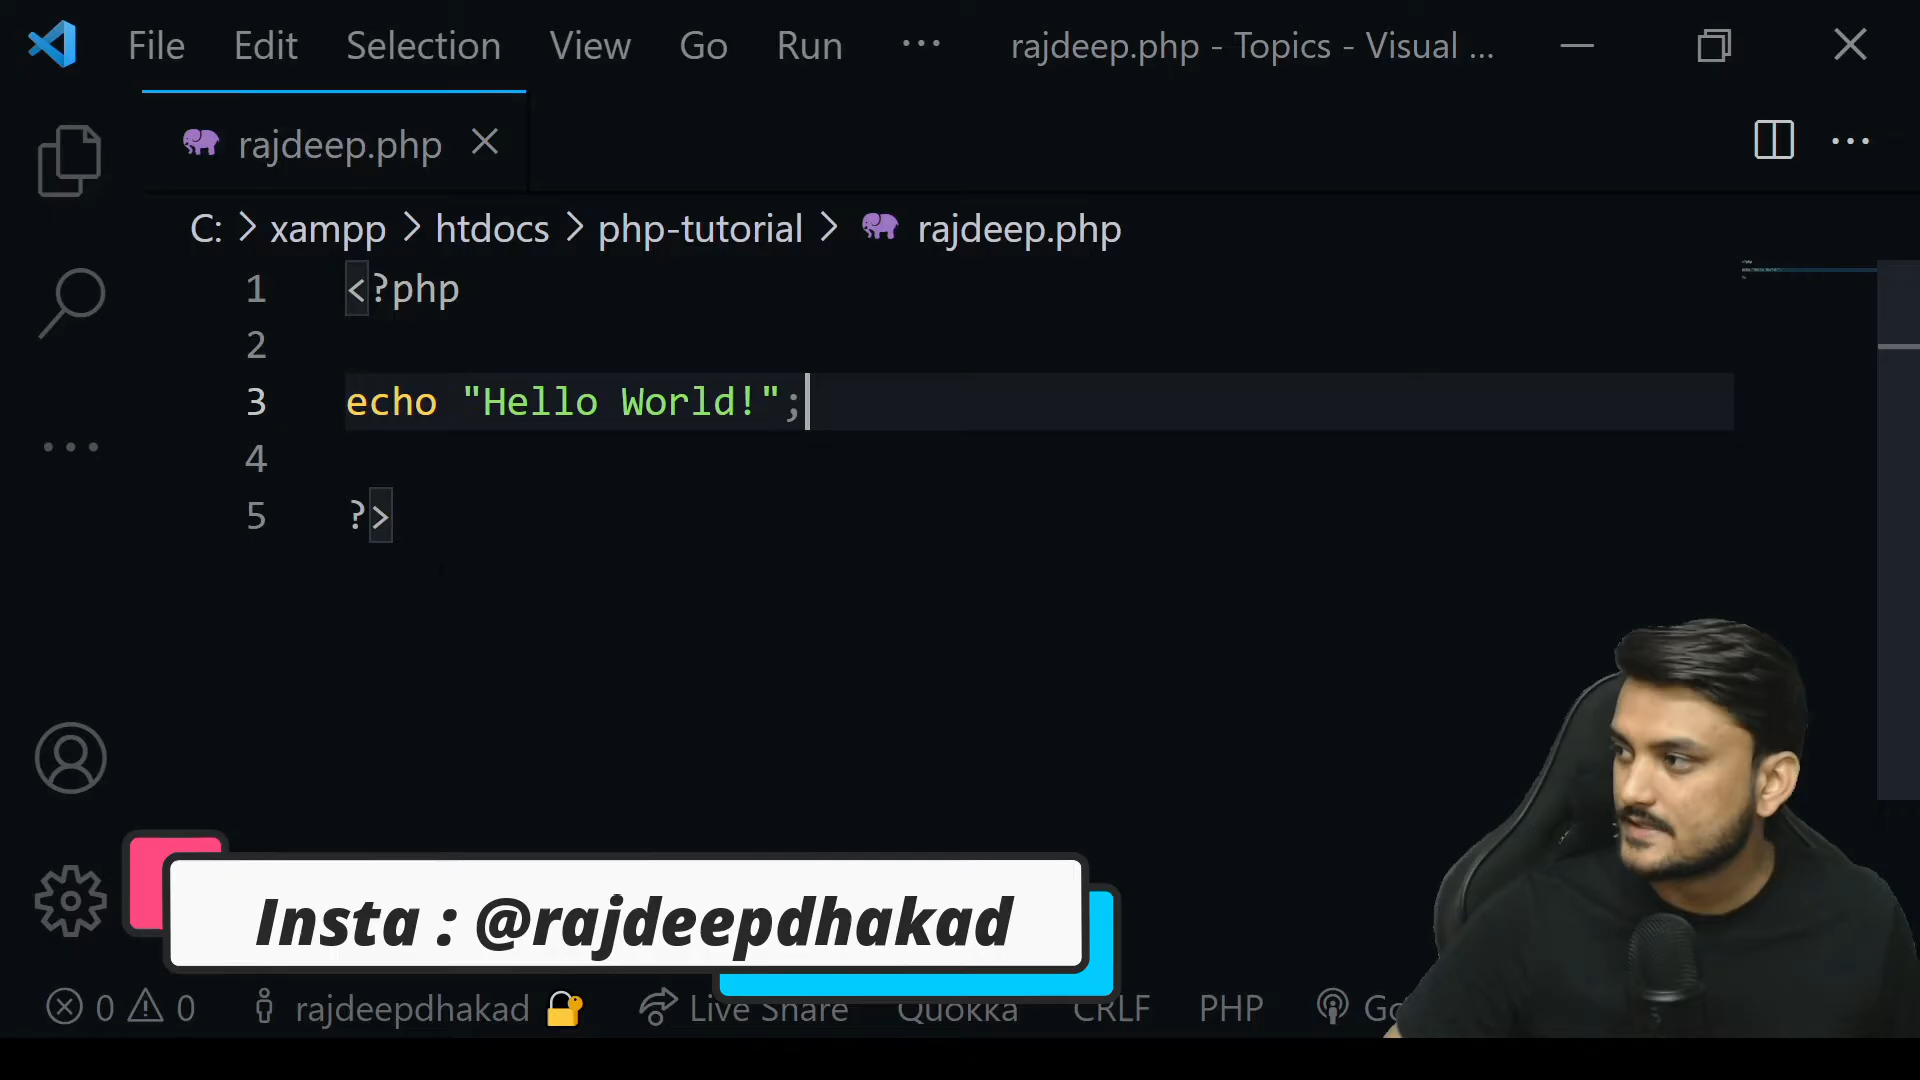 File Edit Selection View Go Run ··· rajdeep.php - Topics - Visual ...
rajdeep.php
C: > xampp > htdocs > php-tutorial > rajdeep.php
1 <?php
2
3 echo "Hello World!";
4
5 ?>
Insta : @rajdeepdhakad
0 0 rajdeepdhakad Live Share Quokka CRLF PHP